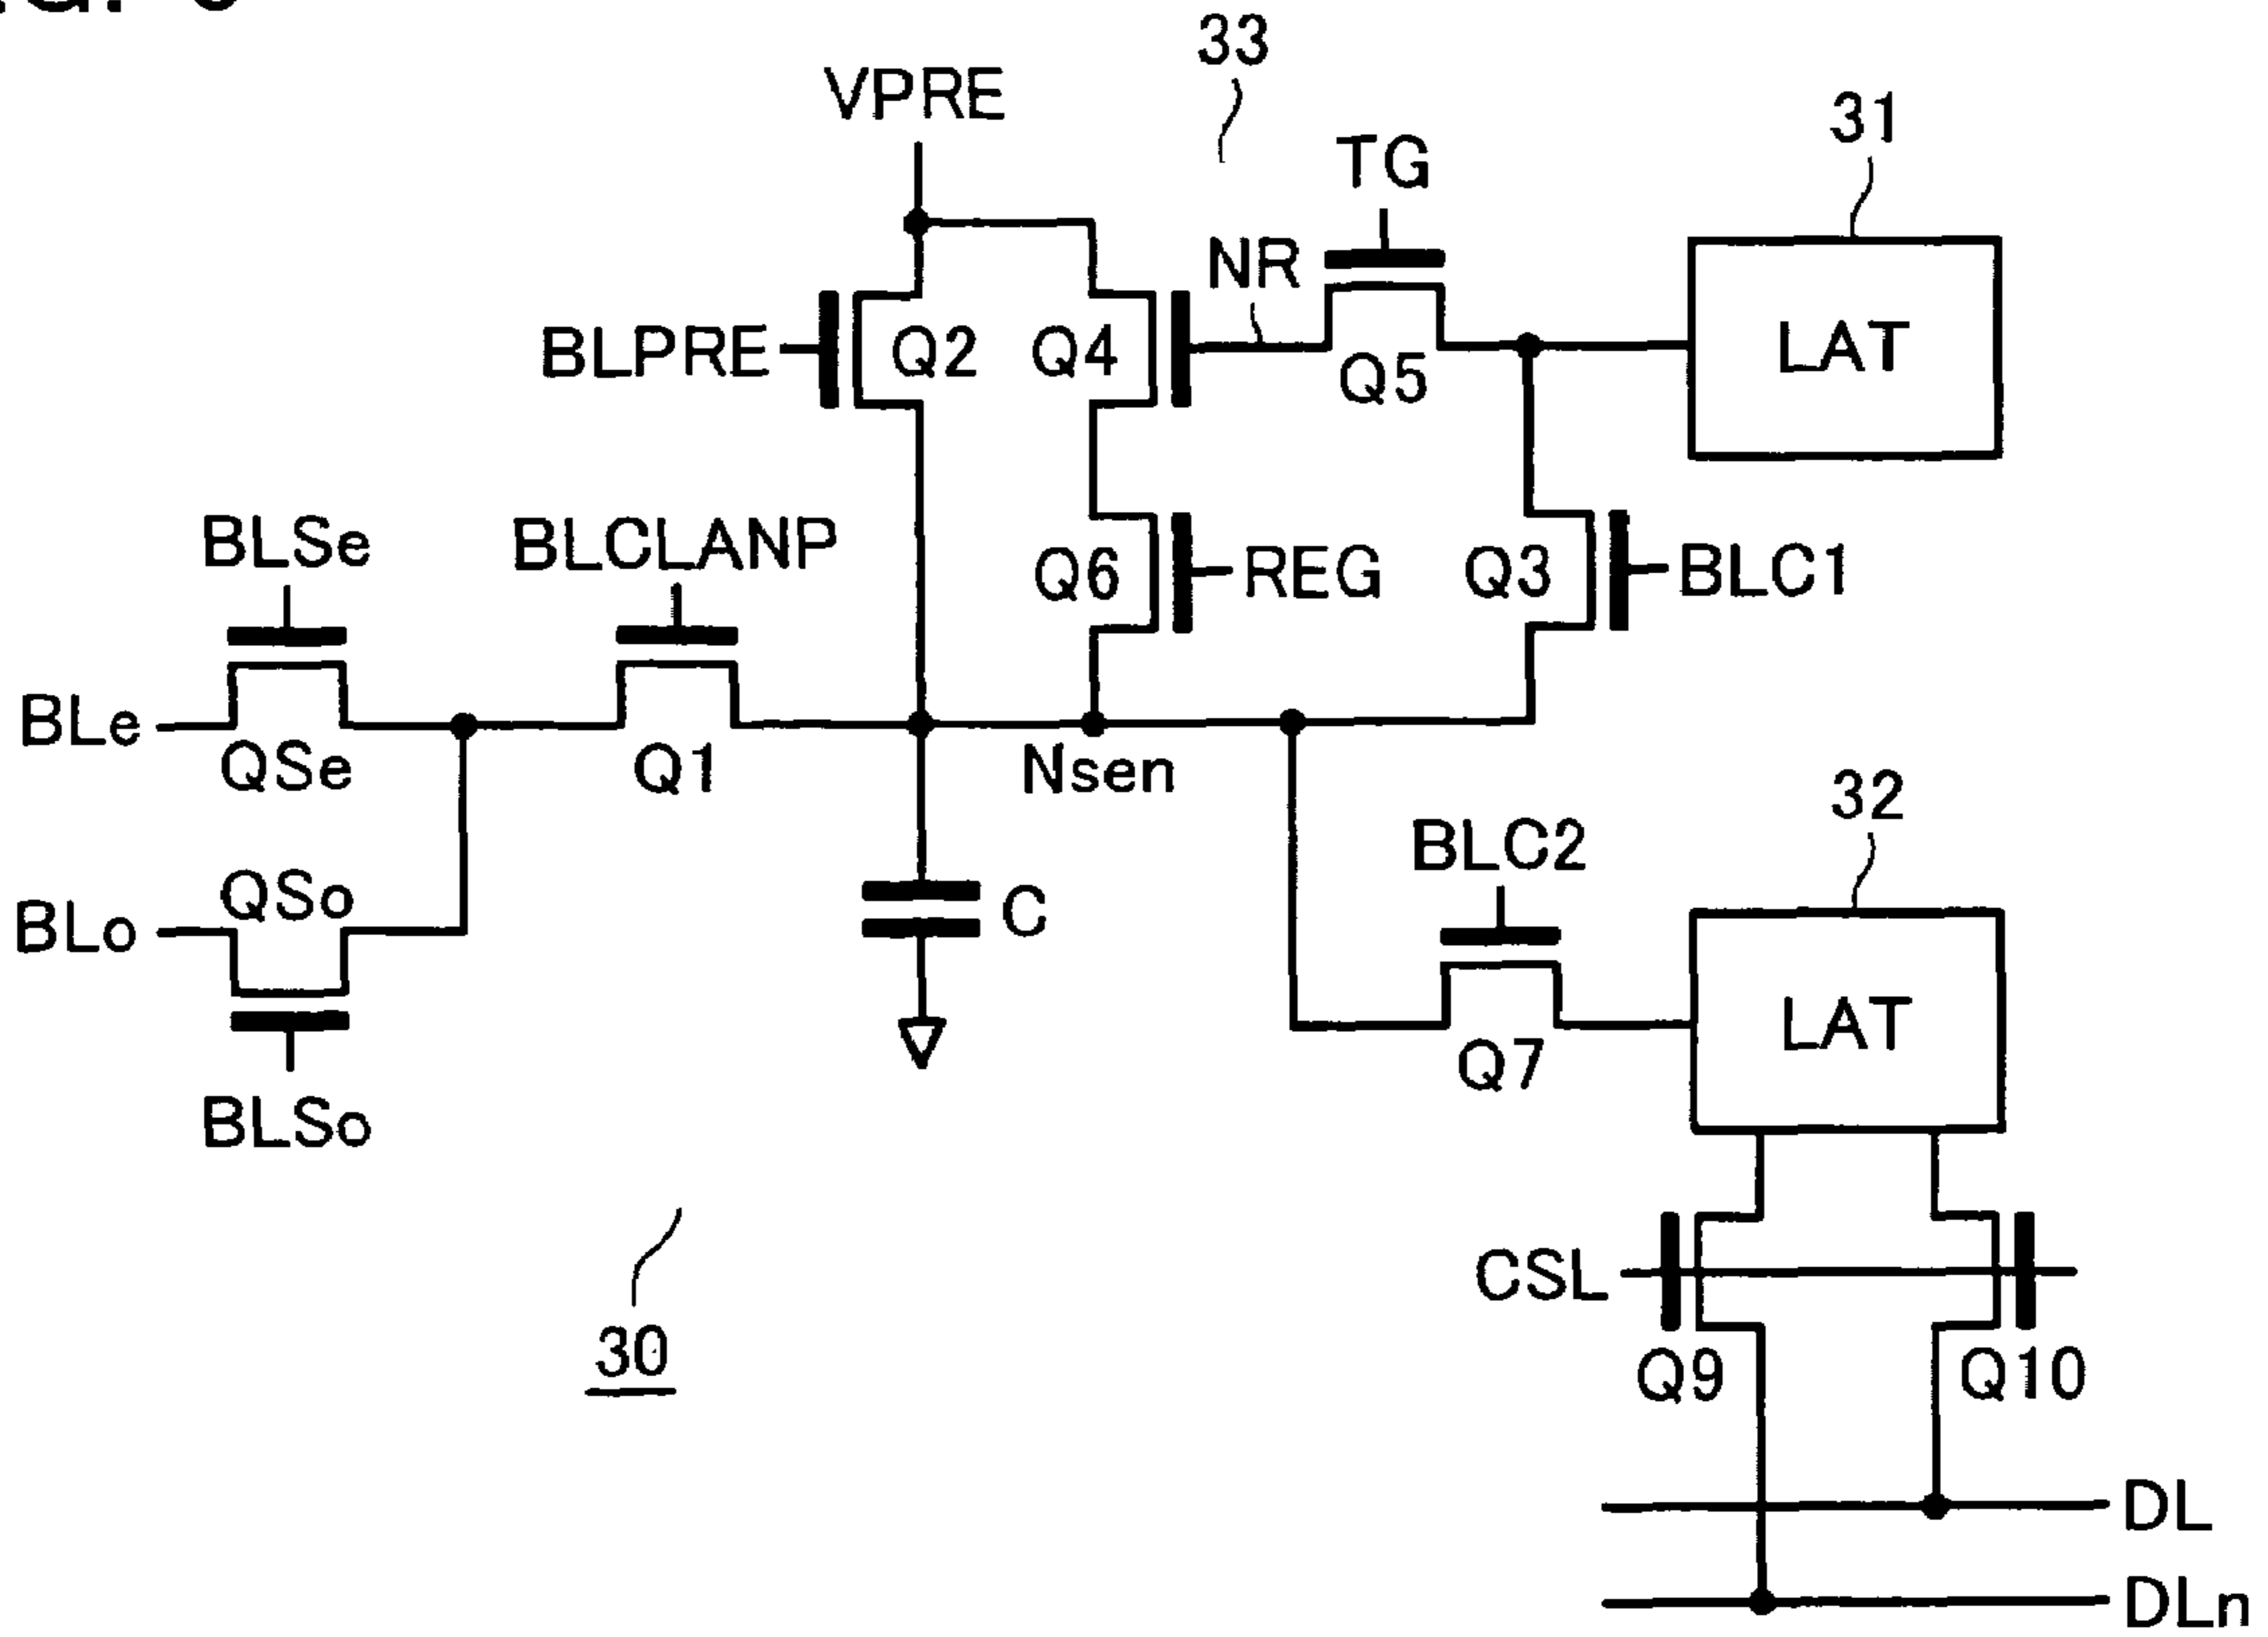 33
VPRE
31
TG
NR
LAT
BLPRE
Q2
Q4
Q5
BLSe
BLCLANP
Q6
REG
Q3
BLC1
BLe
QSe
Q1
Nsen
32
BLC2
QSo
BLo
C
LAT
Q7
BLSo
CSL
30
Q9
Q10
DL
DLn